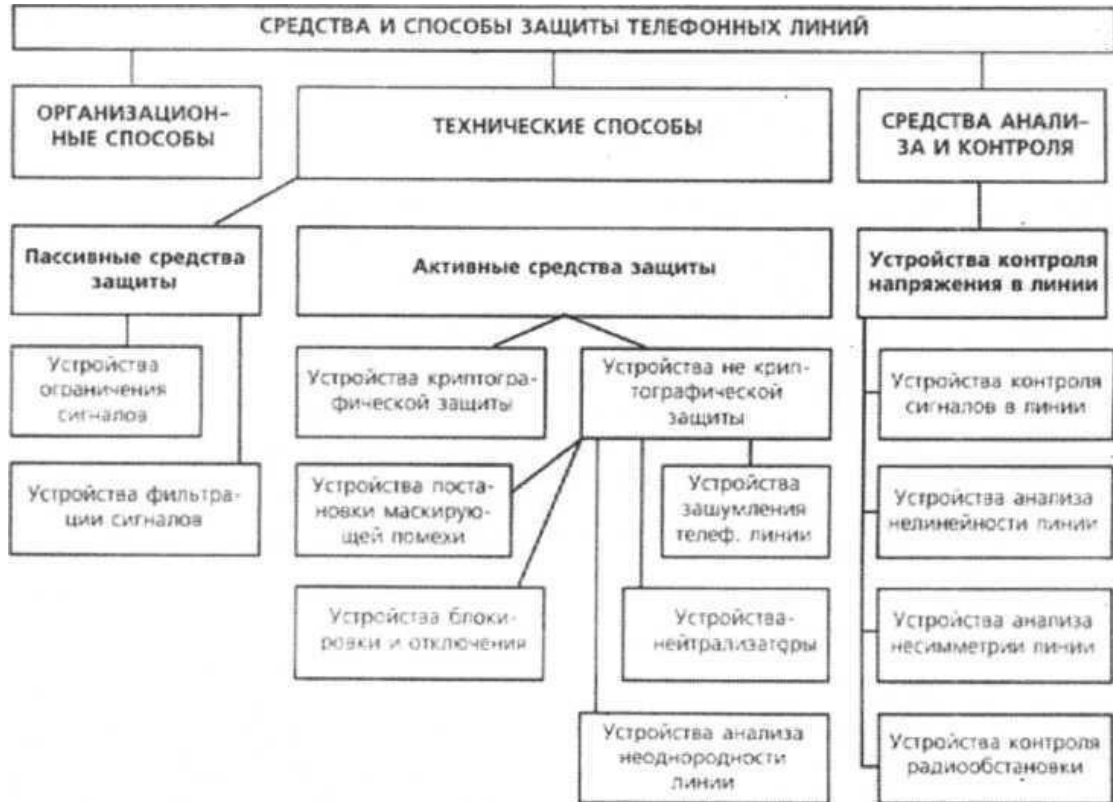 СРЕДСТВА И СПОСОБЫ ЗАЩИТЫ ТЕЛЕФОННЫХ ЛИНИЙ
ОРГАНИЗАЦИОН-
НЫЕ СПОСОБЫ
ТЕХНИЧЕСКИЕ СПОСОБЫ
СРЕДСТВА АНАЛИ-
ЗА И КОНТРОЛЯ
Пассивные средства
защиты
Активные средства защиты
Устройства контроля
напряжения в линии
Устройства
ограничения
сигналов
Устройства криптогра-
фической защиты
Устройства не крип-
тографической
защиты
Устройства контроля
сигналов в линии
Устройства фильтра-
ции сигналов
Устройства поста-
новки маскирую-
щей помехи
Устройства
зашумления
телеф. линии
Устройства анализа
нелинейности линии
Устройства блоки-
ровки и отключения
Устройства-
нейтрализаторы
Устройства анализа
несимметрии линии
Устройства анализа
неоднородности
линии
Устройства контроля
радиообстановки